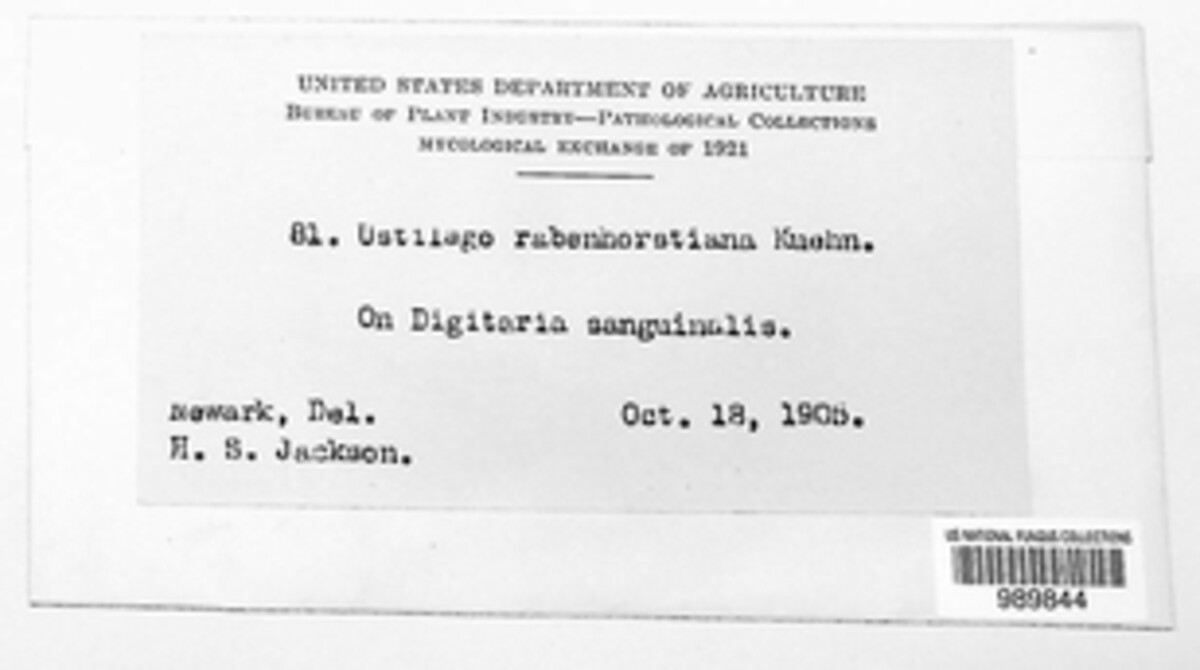 UNITED STATES DEPARTMENT OF AGRICULTURE
BUREAU OF PLANT INDUSTRY—PATHOLOGICAL COLLECTIONS
MYCOLOGICAL EXCHANGE OF 1921
81. Ustilago rabenhorstiana Kuehn.
On Digitaria sanguinalis.
Newark, Del. Oct. 18, 1905.
H. S. Jackson.
US NATIONAL FUNGUS COLLECTIONS
989844